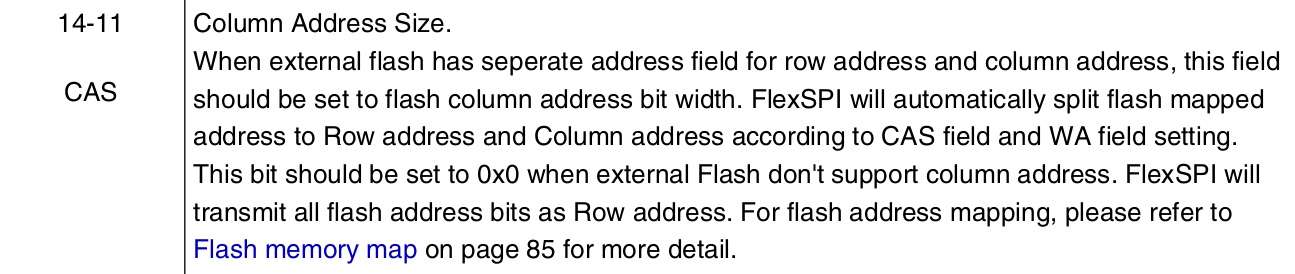 14-11
CAS
Column Address Size.
When external flash has seperate address field for row address and column address, this field
should be set to flash column address bit width. FlexSPI will automatically split flash mapped
address to Row address and Column address according to CAS field and WA field setting.
This bit should be set to 0x0 when external Flash don't support column address. FlexSPI will
transmit all flash address bits as Row address. For flash address mapping, please refer to
Flash memory map on page 85 for more detail.